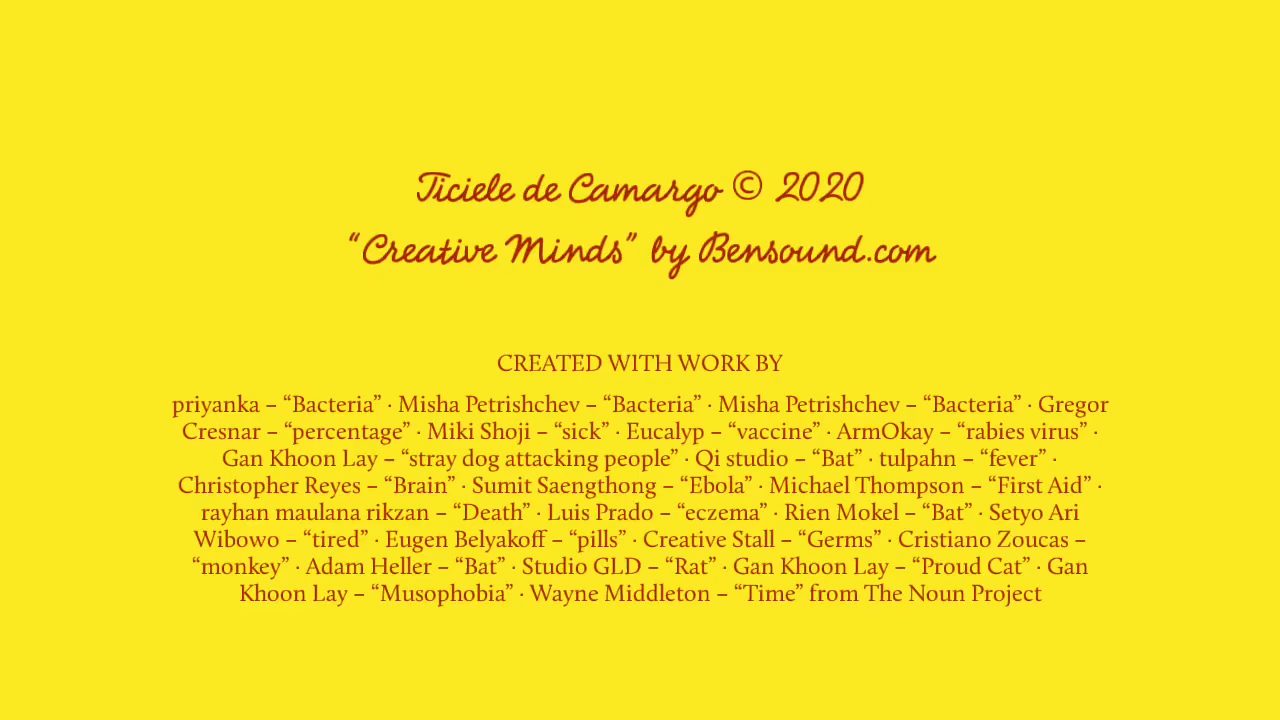 Ticiele de Camargo © 2020
“Creative Minds” by Bensound.com
CREATED WITH WORK BY
priyanka – “Bacteria” · Misha Petrishchev – “Bacteria” · Misha Petrishchev – “Bacteria” · Gregor
Cresnar – “percentage” · Miki Shoji – “sick” · Eucalyp – “vaccine” · ArmOkay – “rabies virus” ·
Gan Khoon Lay – “stray dog attacking people” · Qi studio – “Bat” · tulpahn – “fever” ·
Christopher Reyes – “Brain” · Sumit Saengthong – “Ebola” · Michael Thompson – “First Aid” ·
rayhan maulana rikzan – “Death” · Luis Prado – “eczema” · Rien Mokel – “Bat” · Setyo Ari
Wibowo – “tired” · Eugen Belyakoff – “pills” · Creative Stall – “Germs” · Cristiano Zoucas –
“monkey” · Adam Heller – “Bat” · Studio GLD – “Rat” · Gan Khoon Lay – “Proud Cat” · Gan
Khoon Lay – “Musophobia” · Wayne Middleton – “Time” from The Noun Project